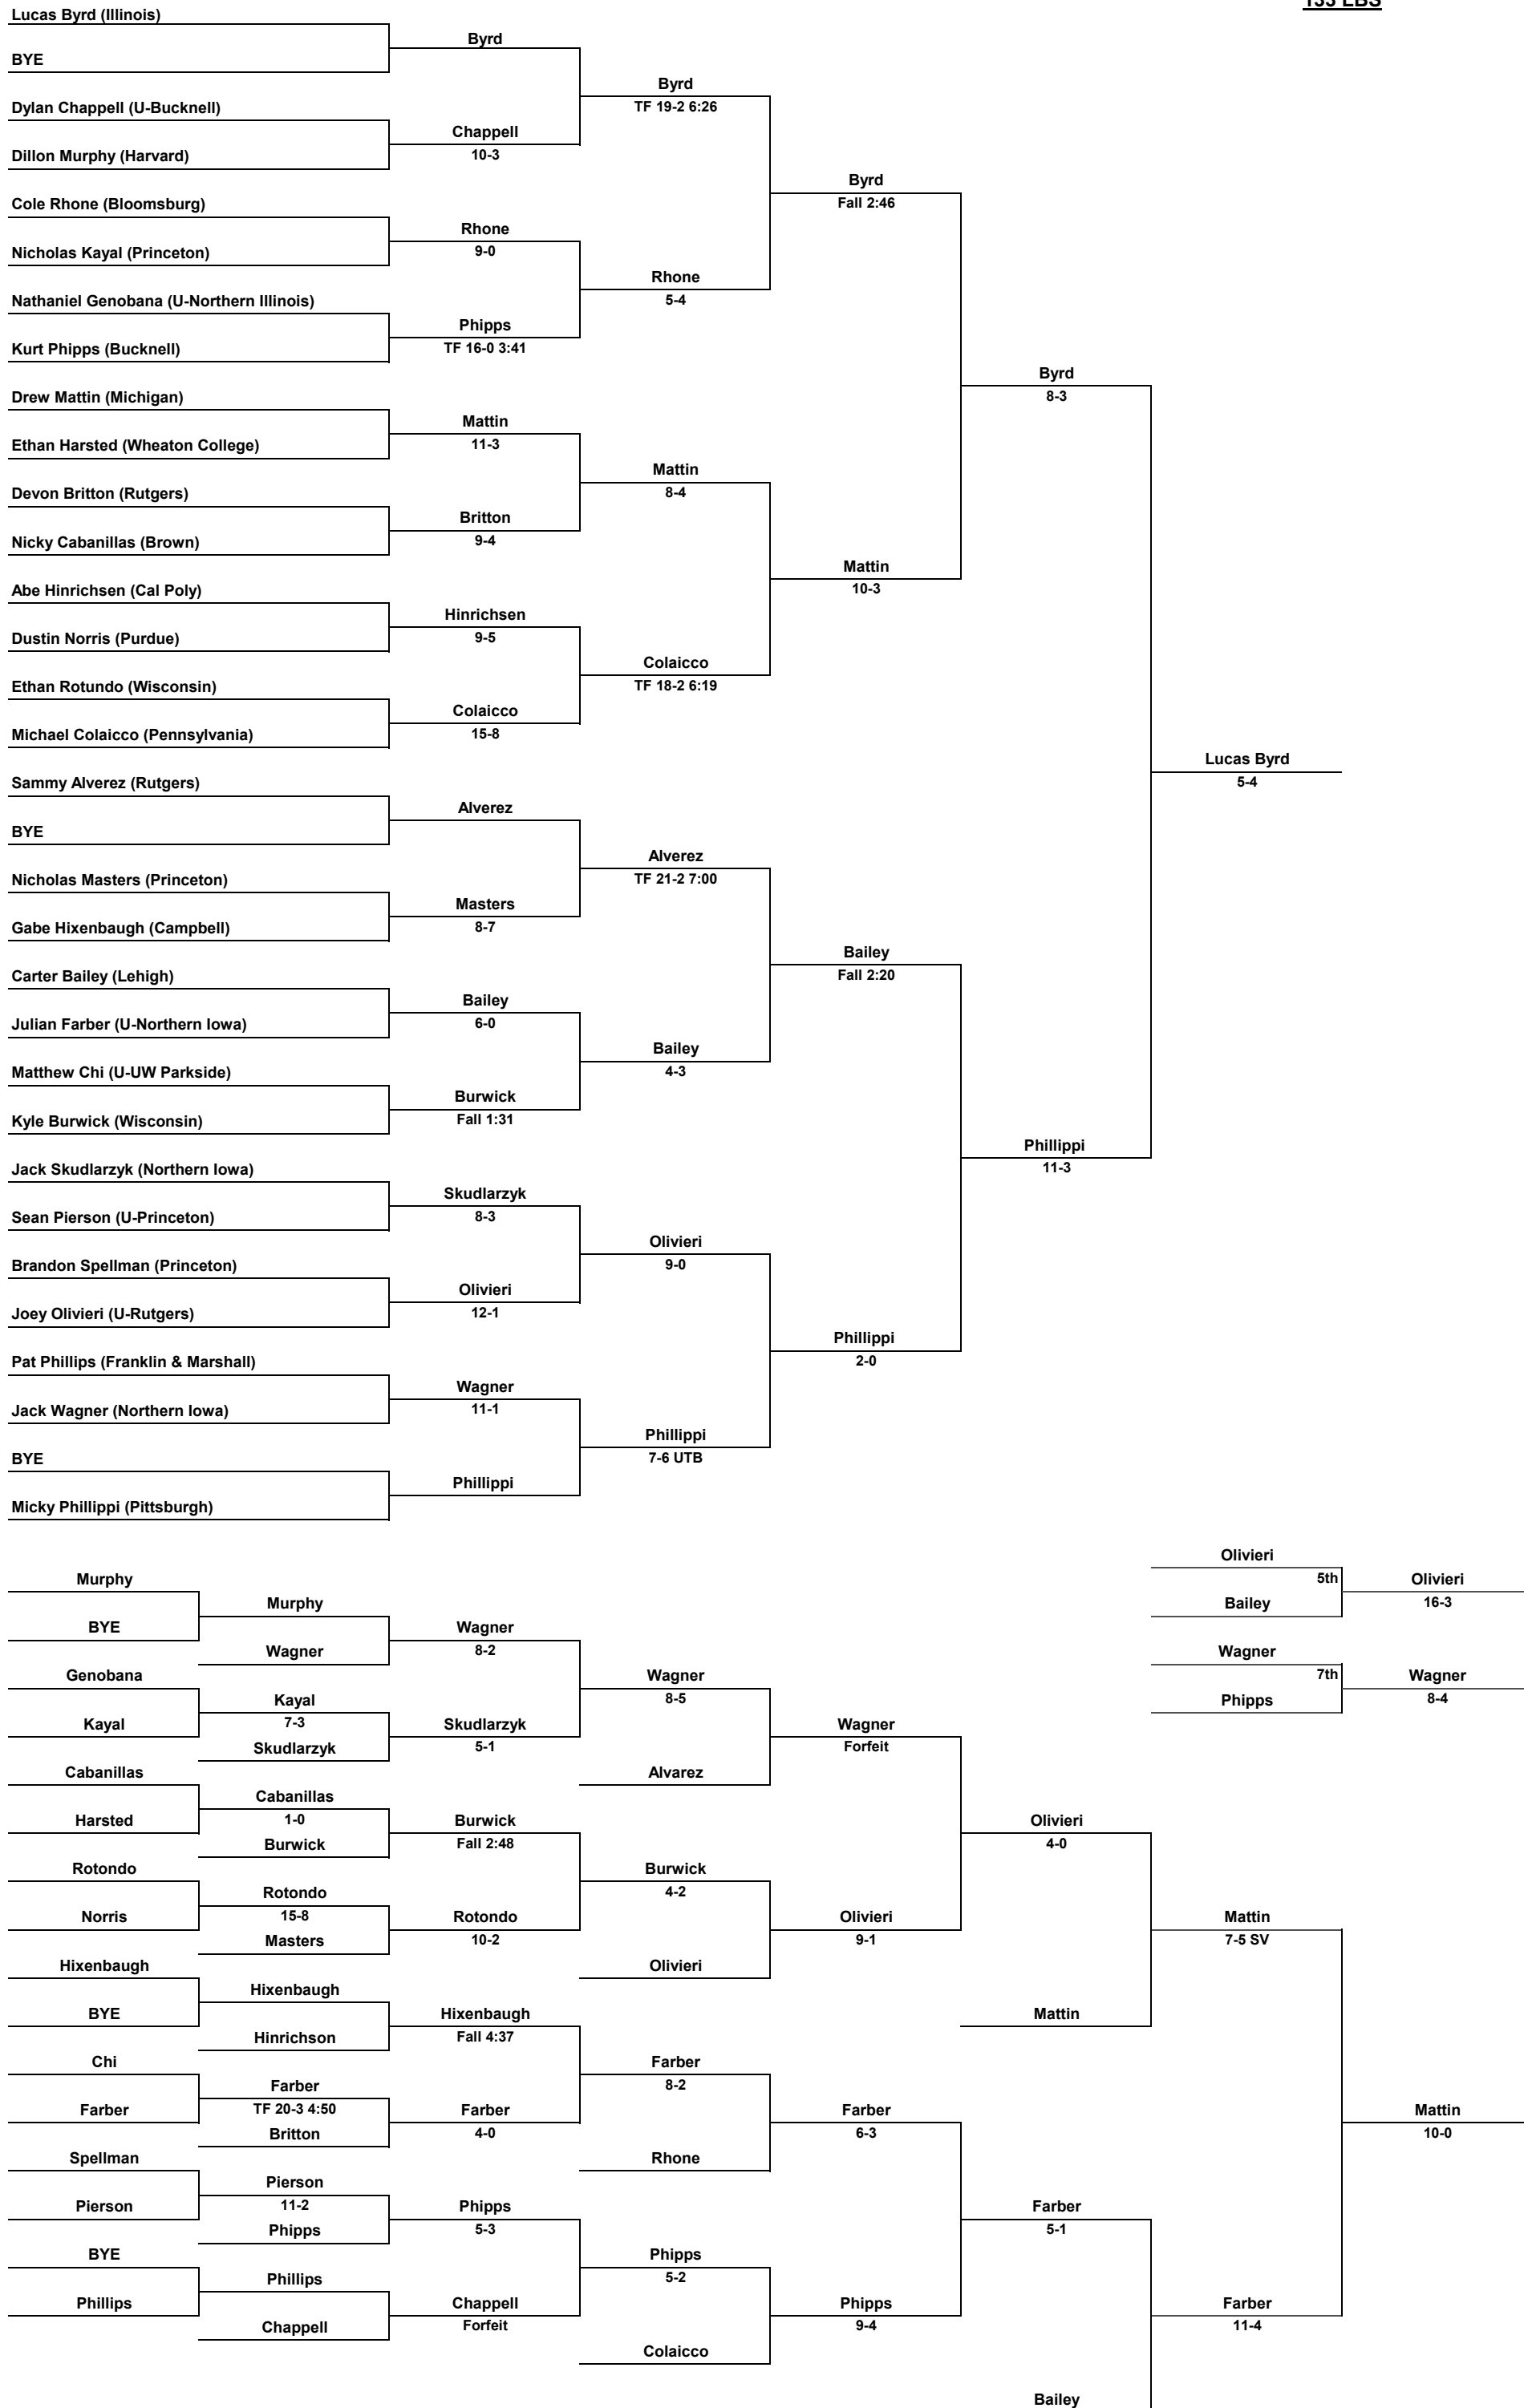 133 LBS
Lucas Byrd (Illinois)
Byrd
BYE
Byrd
TF 19-2 6:26
Dylan Chappell (U-Bucknell)
Chappell
10-3
Dillon Murphy (Harvard)
Byrd
Fall 2:46
Cole Rhone (Bloomsburg)
Rhone
9-0
Nicholas Kayal (Princeton)
Rhone
5-4
Nathaniel Genobana (U-Northern Illinois)
Phipps
TF 16-0 3:41
Kurt Phipps (Bucknell)
Byrd
8-3
Drew Mattin (Michigan)
Mattin
11-3
Ethan Harsted (Wheaton College)
Mattin
8-4
Devon Britton (Rutgers)
Britton
9-4
Nicky Cabanillas (Brown)
Mattin
10-3
Abe Hinrichsen (Cal Poly)
Hinrichsen
9-5
Dustin Norris (Purdue)
Colaicco
TF 18-2 6:19
Ethan Rotundo (Wisconsin)
Colaicco
15-8
Michael Colaicco (Pennsylvania)
Lucas Byrd
5-4
Sammy Alverez (Rutgers)
Alverez
BYE
Alverez
TF 21-2 7:00
Nicholas Masters (Princeton)
Masters
8-7
Gabe Hixenbaugh (Campbell)
Bailey
Fall 2:20
Carter Bailey (Lehigh)
Bailey
6-0
Julian Farber (U-Northern Iowa)
Bailey
4-3
Matthew Chi (U-UW Parkside)
Burwick
Fall 1:31
Kyle Burwick (Wisconsin)
Phillippi
11-3
Jack Skudlarzyk (Northern Iowa)
Skudlarzyk
8-3
Sean Pierson (U-Princeton)
Olivieri
9-0
Brandon Spellman (Princeton)
Olivieri
12-1
Joey Olivieri (U-Rutgers)
Phillippi
2-0
Pat Phillips (Franklin & Marshall)
Wagner
11-1
Jack Wagner (Northern Iowa)
Phillippi
7-6 UTB
BYE
Phillippi
Micky Phillippi (Pittsburgh)
Olivieri
5th
Olivieri
16-3
Bailey
Wagner
7th
Wagner
8-4
Phipps
Murphy
Murphy
BYE
Wagner
8-2
Wagner
Genobana
Wagner
8-5
Kayal
7-3
Kayal
Skudlarzyk
5-1
Wagner
Forfeit
Skudlarzyk
Cabanillas
Alvarez
Cabanillas
1-0
Harsted
Burwick
Fall 2:48
Olivieri
4-0
Burwick
Rotondo
Burwick
4-2
Rotondo
15-8
Norris
Rotondo
10-2
Olivieri
9-1
Mattin
7-5 SV
Masters
Hixenbaugh
Olivieri
Hixenbaugh
BYE
Hixenbaugh
Fall 4:37
Mattin
Hinrichson
Chi
Farber
8-2
Farber
TF 20-3 4:50
Farber
Farber
4-0
Farber
6-3
Mattin
10-0
Britton
Spellman
Rhone
Pierson
11-2
Pierson
Phipps
5-3
Farber
5-1
Phipps
BYE
Phipps
5-2
Phillips
Phillips
Chappell
Forfeit
Phipps
9-4
Farber
11-4
Chappell
Colaicco
Bailey